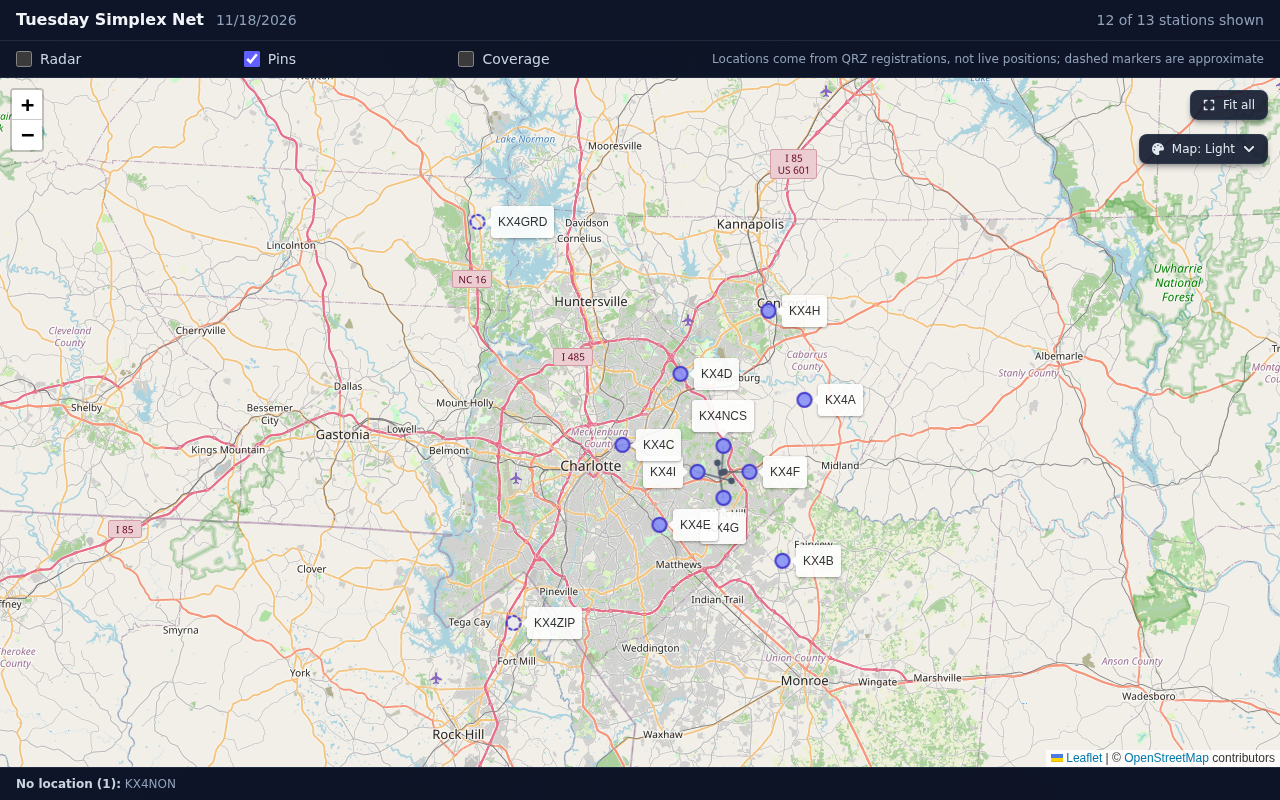 Tuesday Simplex Net 11/18/2026
12 of 13 stations shown
Radar
Pins
Coverage
Locations come from QRZ registrations, not live positions; dashed markers are approximate
+
−
Fit all
Map: Light
Lake Norman
Mooresville
I 85
US 601
KX4GRD
Davidson
Cornelius
Kannapolis
Lincolnton
NC 16
Uwharrie
National
Forest
Huntersville
KX4H
Cleveland
County
Cherryville
I 485
Cabarrus
County
Albemarle
Stanly County
KX4D
burg
Dallas
Shelby
Bessemer
City
Mount Holly
KX4A
KX4NCS
Gastonia
Lowell
Mecklenburg
County
KX4C
Kings Mountain
Belmont
Charlotte
KX4I
KX4F
Midland
I 85
KX4E
X4G
Fairview
Clover
Matthews
KX4B
Pineville
Indian Trail
Smyrna
Tega Cay
KX4ZIP
Cherokee
County
York
Fort Mill
Weddington
Union County
Anson County
Monroe
Wingate
Marshville
Wadesboro
Rock Hill
Waxhaw
Leaflet | © OpenStreetMap contributors
No location (1): KX4NON